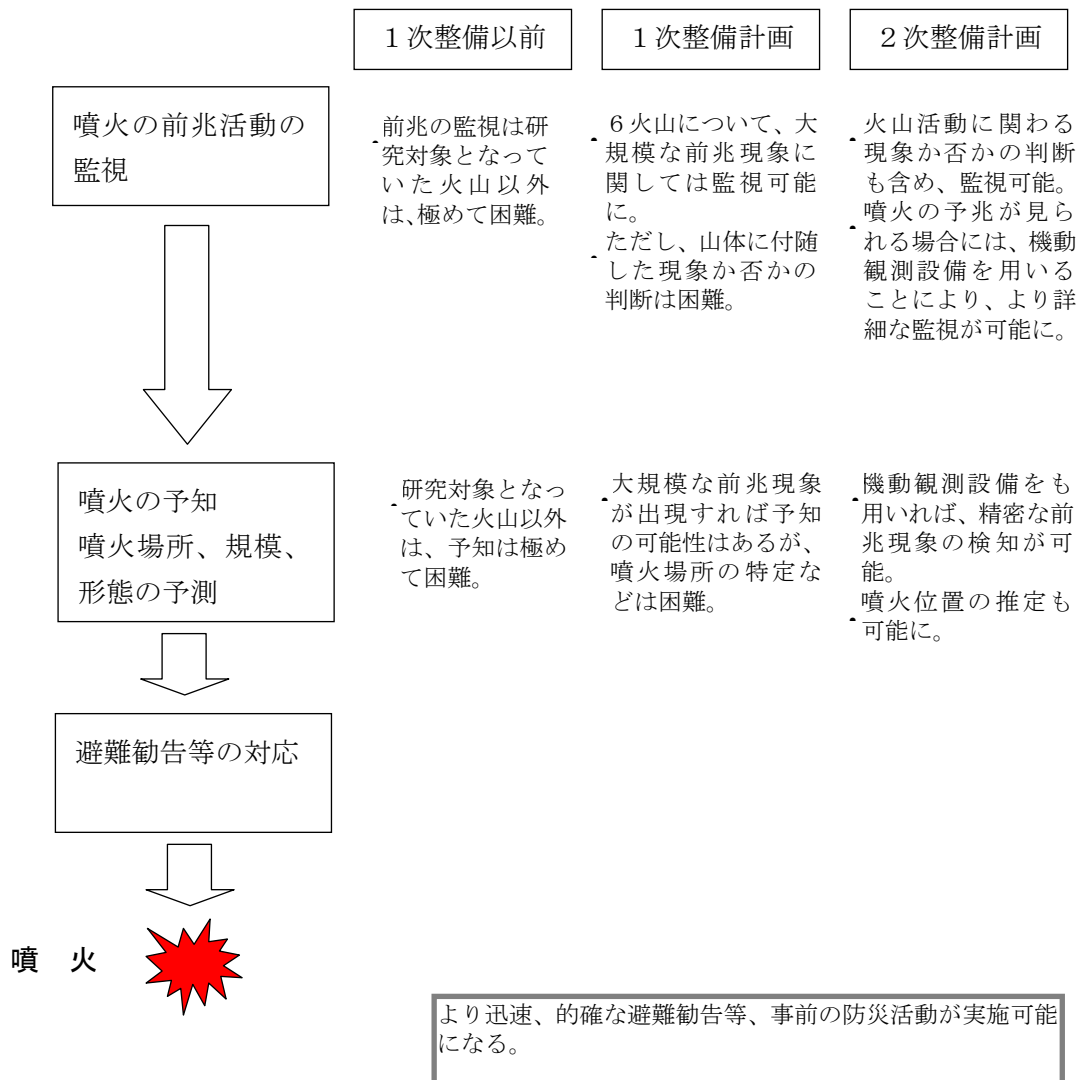 １次整備以前
１次整備計画
２次整備計画
噴火の前兆活動の
監視
・前兆の監視は研
究対象となって
いた火山以外
は、極めて困難。
・６火山について、大
規模な前兆現象に
関しては監視可能
に。
・ただし、山体に付随
した現象か否かの
判断は困難。
・火山活動に関わる
現象か否かの判断
も含め、監視可能。
・噴火の予兆が見ら
れる場合には、機動
観測設備を用いる
ことにより、より詳
細な監視が可能に。
噴火の予知
噴火場所、規模、
形態の予測
・研究対象となっ
ていた火山以外
は、予知は極め
て困難。
・大規模な前兆現象
が出現すれば予知
の可能性はあるが、
噴火場所の特定な
どは困難。
・機動観測設備をも
用いれば、精密な前
兆現象の検知が可
能。
・噴火位置の推定も
可能に。
避難勧告等の対応
噴　火
より迅速、的確な避難勧告等、事前の防災活動が実施可能
になる。